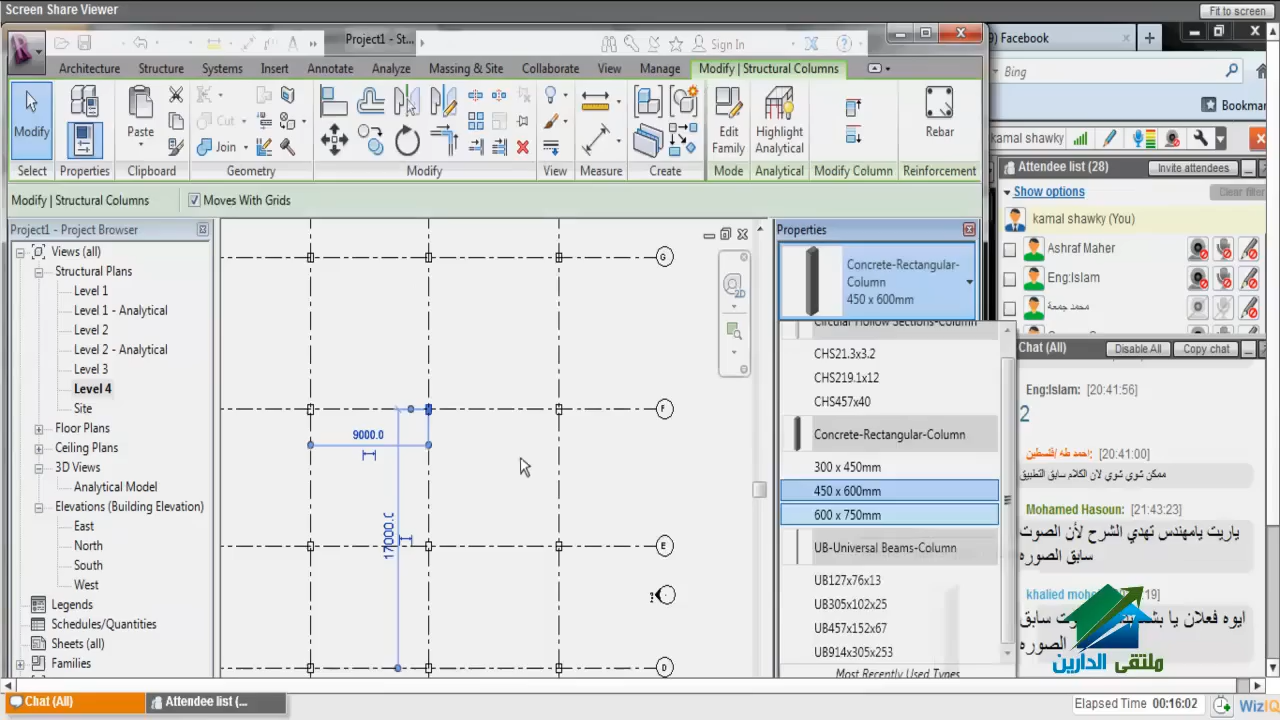 Screen Share Viewer
Fit to screen
Project1 - St...
Sign In
Facebook
Architecture Structure Systems Insert Annotate Analyze Massing & Site Collaborate View Manage Modify | Structural Columns
Bing
Bookmar
Modify
Paste
Cut
Join
Edit Family
Highlight Analytical
Rebar
kamal shawky
Select Properties Clipboard Geometry Modify View Measure Create Mode Analytical Modify Column Reinforcement
Attendee list (28)
Invite attendees
Show options
Clear filter
Modify | Structural Columns
Moves With Grids
kamal shawky (You)
Ashraf Maher
Eng:Islam
محمد جمعة
Project1 - Project Browser
Views (all)
Structural Plans
Level 1
Level 1 - Analytical
Level 2
Level 2 - Analytical
Level 3
Level 4
Site
Floor Plans
Ceiling Plans
3D Views
Analytical Model
Elevations (Building Elevation)
East
North
South
West
Legends
Schedules/Quantities
Sheets (all)
Families
G
F
E
D
9000.0
17000.0
2D
Properties
Concrete-Rectangular-Column
450 x 600mm
Circular Hollow Sections-Column
CHS21.3x3.2
CHS219.1x12
CHS457x40
Concrete-Rectangular-Column
300 x 450mm
450 x 600mm
600 x 750mm
UB-Universal Beams-Column
UB127x76x13
UB305x102x25
UB457x152x67
UB914x305x253
Most Recently Used Types
Chat (All)
Disable All
Copy chat
Eng:Islam: [20:41:56]
2
احمد طه /فلسطين: [20:41:00]
ممكن شوي شوي لان الكلام سابق التطبيق
Mohamed Hasoun: [21:43:23]
ياريت يامهندس تهدي الشرح لأن الصوت
سابق الصوره
khalied moh
19]
ايوه فعلان يا
سابق
الصوره
ملتقى الدارين
Chat (All)
Attendee list (...
Elapsed Time 00:16:02
WizIQ